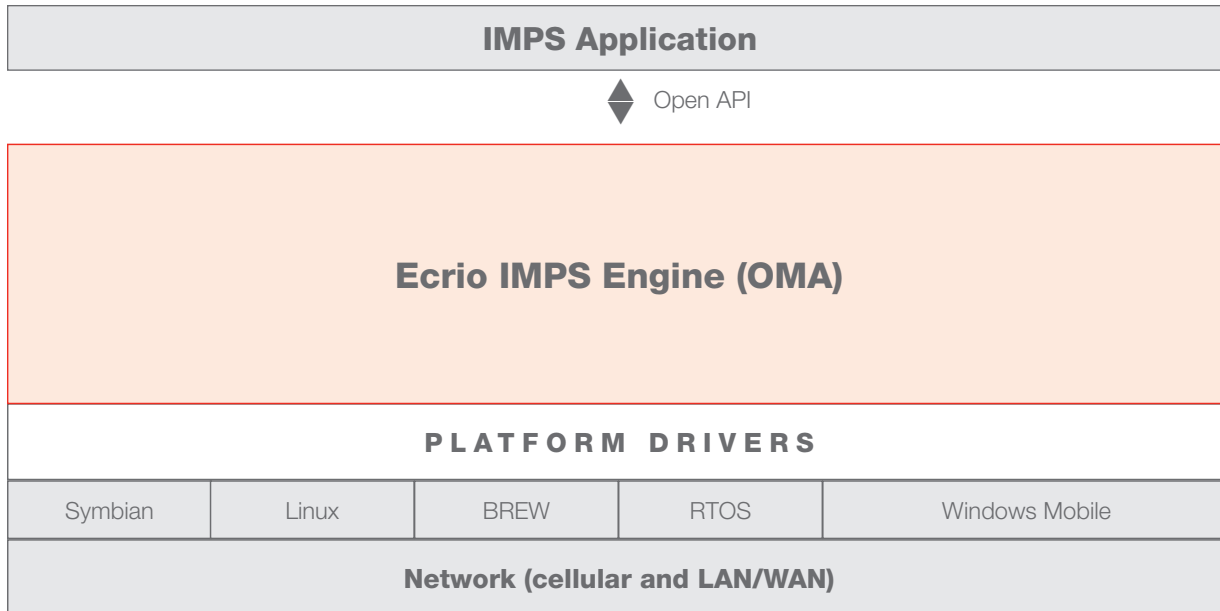 IMPS Application
Open API
Ecrio IMPS Engine (OMA)
PLATFORM DRIVERS
Symbian Linux BREW RTOS Windows Mobile
Network (cellular and LAN/WAN)